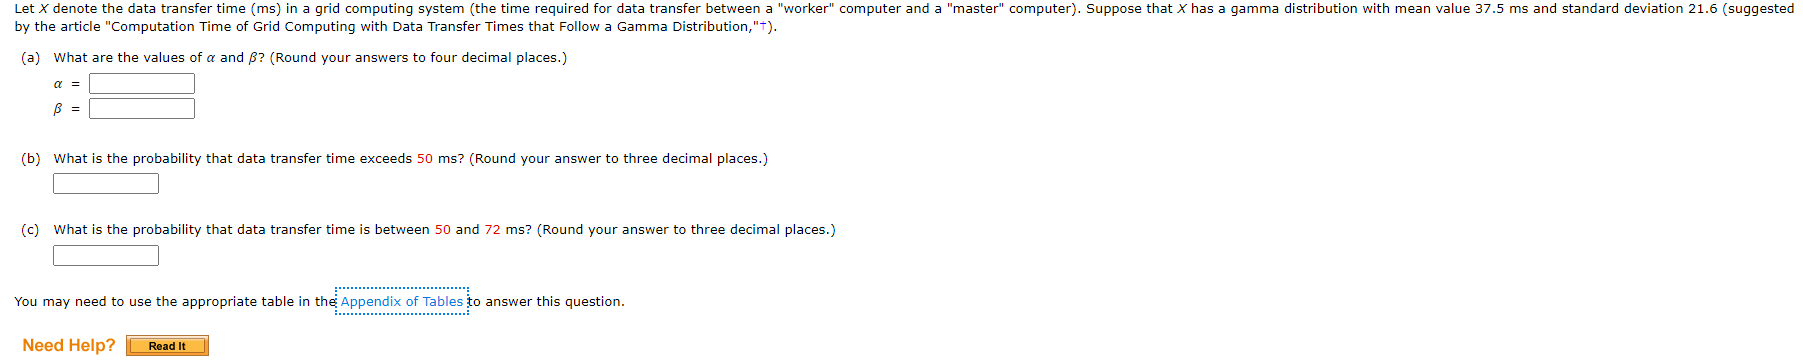 Let X denote the data transfer time (ms) in a grid computing system (the time required for data transfer between a "worker" computer and a "master" computer). Suppose that X has a gamma distribution with mean value 37.5 ms and standard deviation 21.6 (suggested
by the article "Computation Time of Grid Computing with Data Transfer Times that Follow a Gamma Distribution,"†).
(a) What are the values of α and β? (Round your answers to four decimal places.)
α =
β =
(b) What is the probability that data transfer time exceeds 50 ms? (Round your answer to three decimal places.)
(c) What is the probability that data transfer time is between 50 and 72 ms? (Round your answer to three decimal places.)
You may need to use the appropriate table in the Appendix of Tables to answer this question.
Need Help? Read It